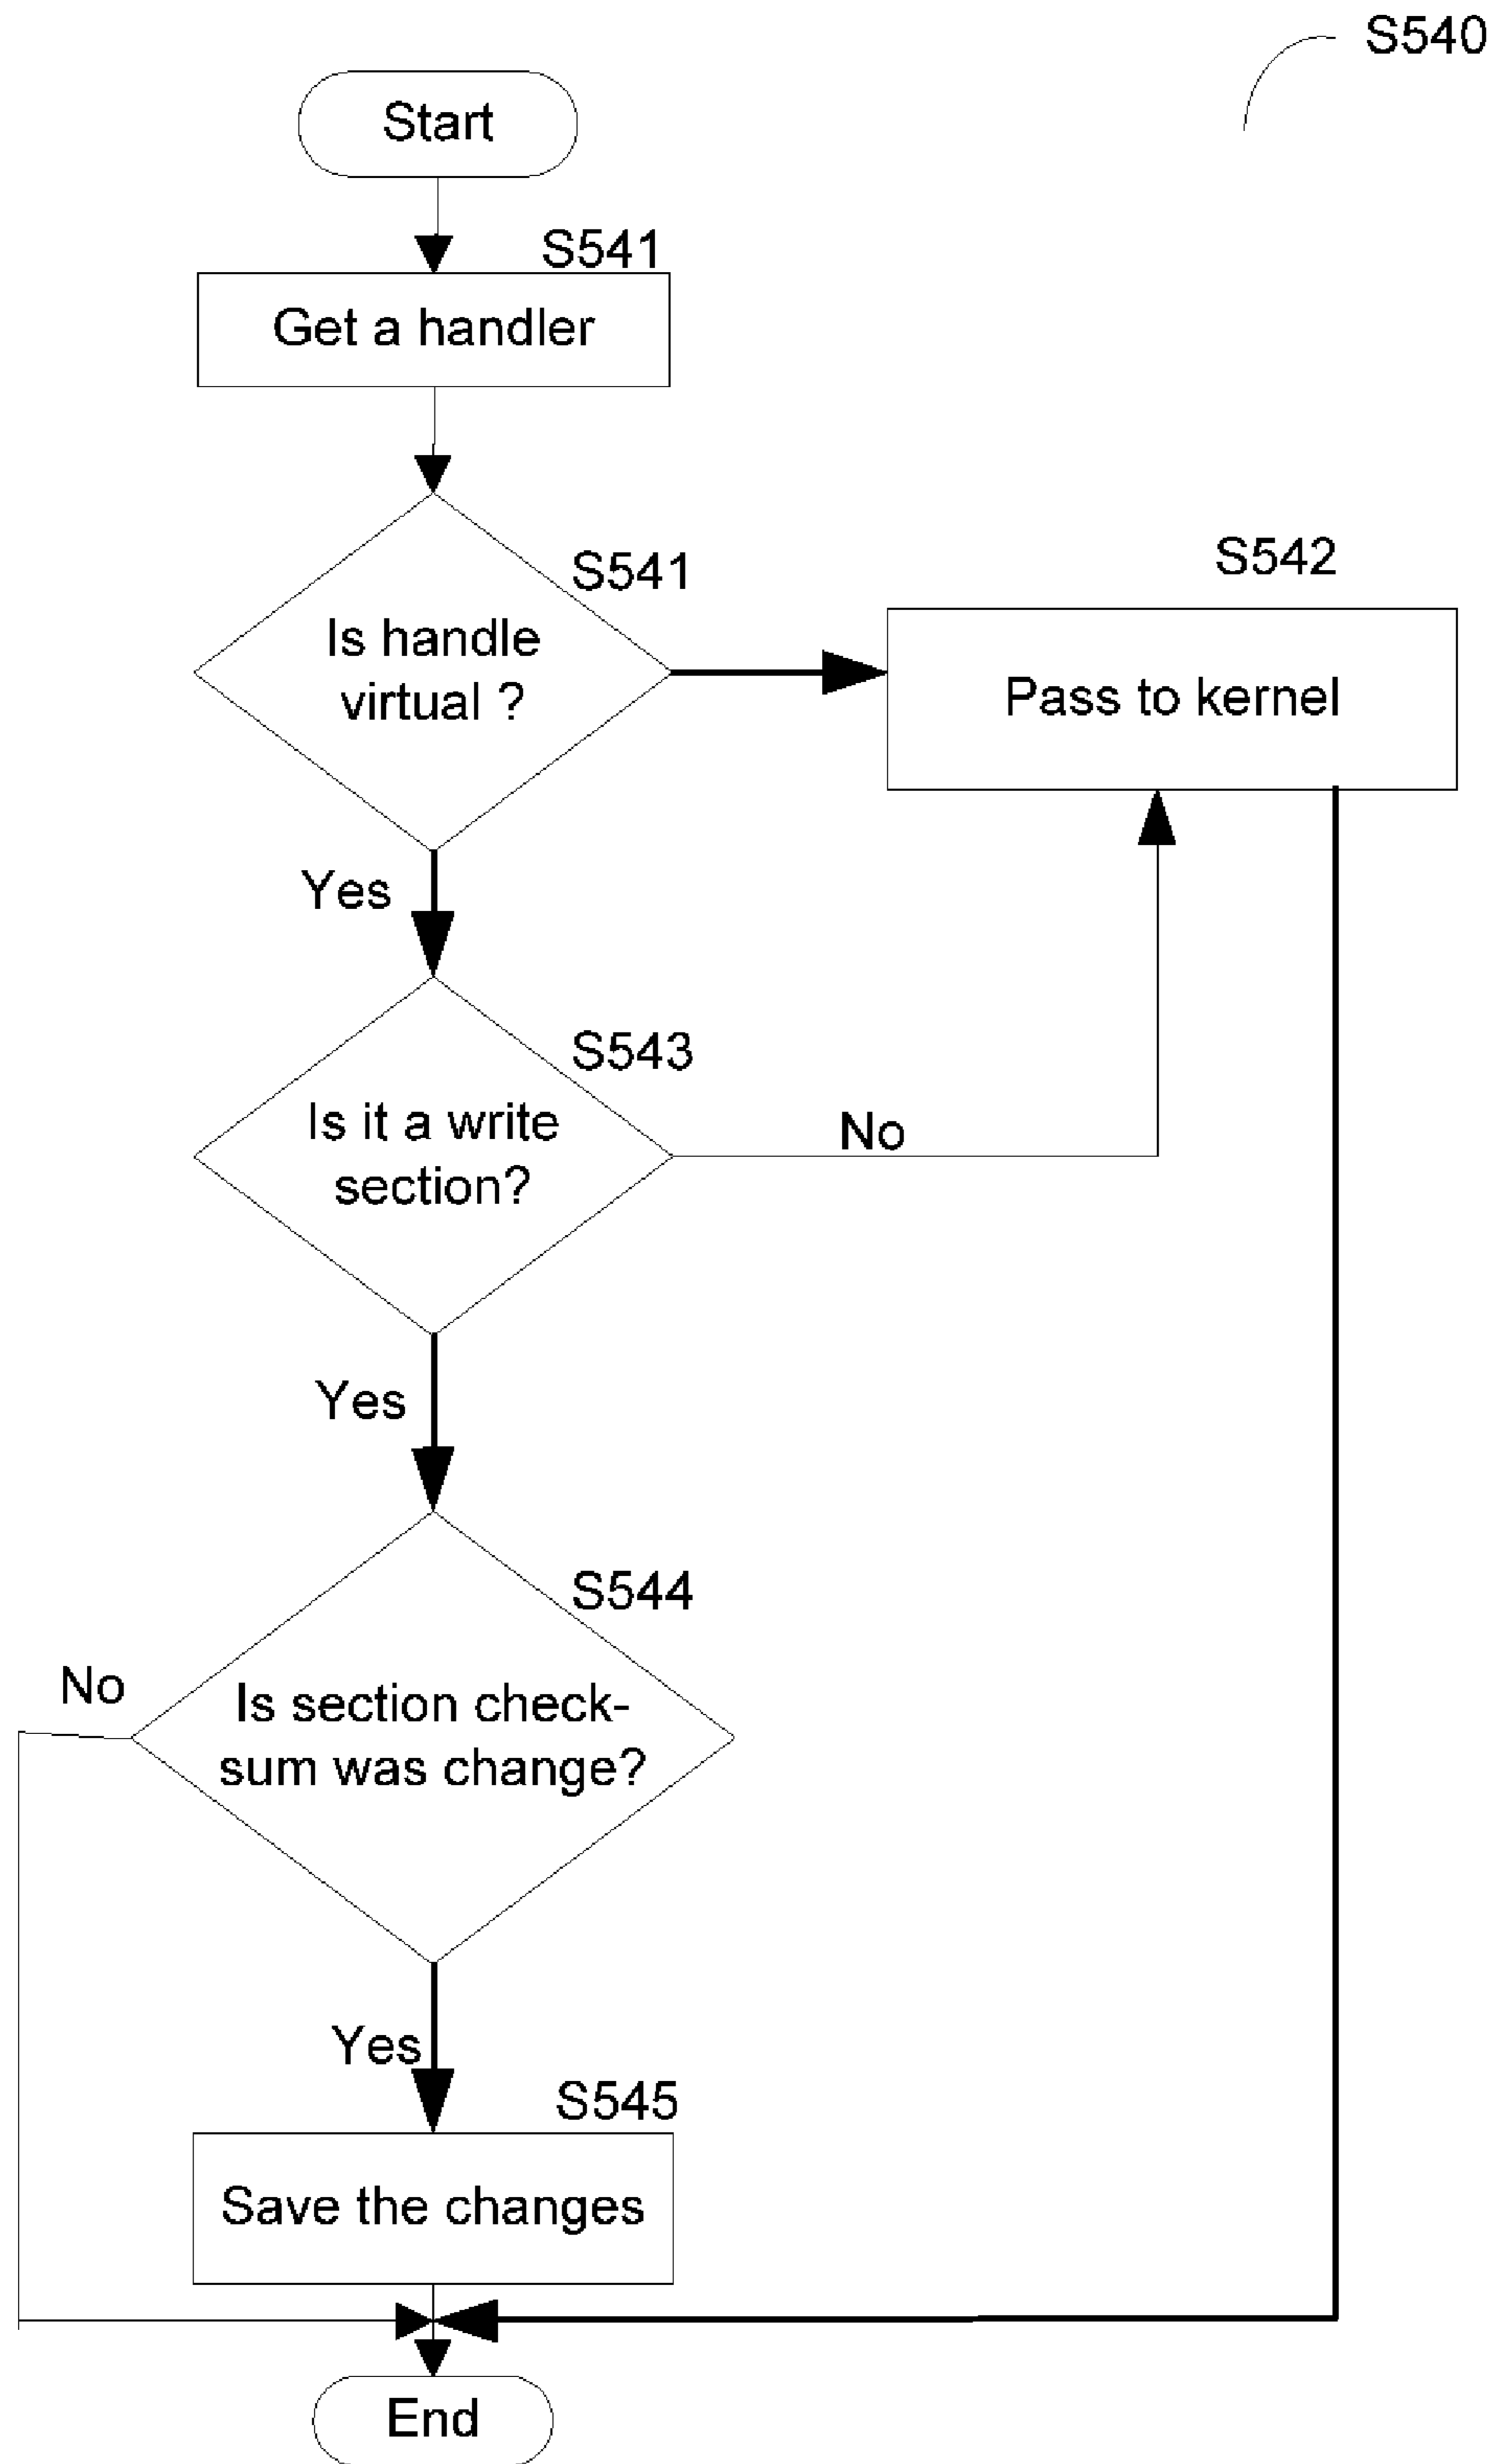 S540
Start
S541
Get a handler
S541
Is handle
virtual ?
S542
Pass to kernel
Yes
S543
Is it a write
section?
No
Yes
S544
No
Is section check-
sum was change?
Yes
S545
Save the changes
End